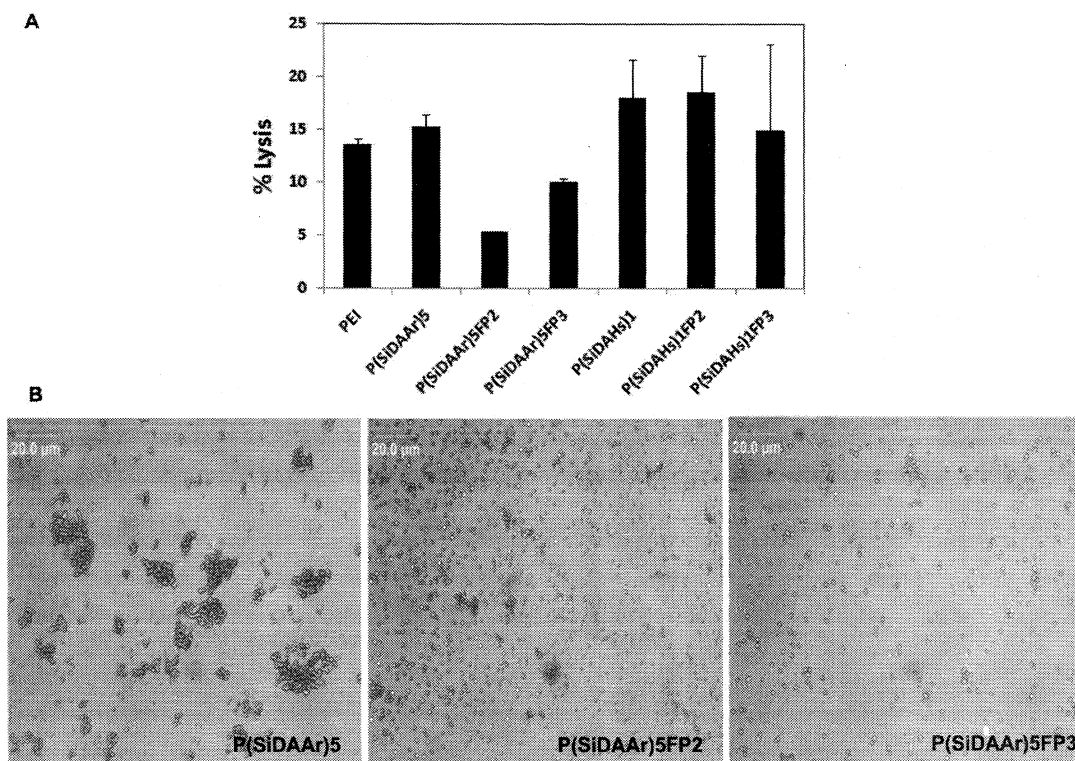 A
25
20
15
10
5
0
% Lysis
PEI
P(SiDAAr)5
P(SiDAAr)5FP2
P(SiDAAr)5FP3
P(SiDAHs)1
P(SiDAHs)1FP2
P(SiDAHs)1FP3
B
20.0 µm
20.0 µm
20.0 µm
P(SiDAAr)5
P(SiDAAr)5FP2
P(SiDAAr)5FP3